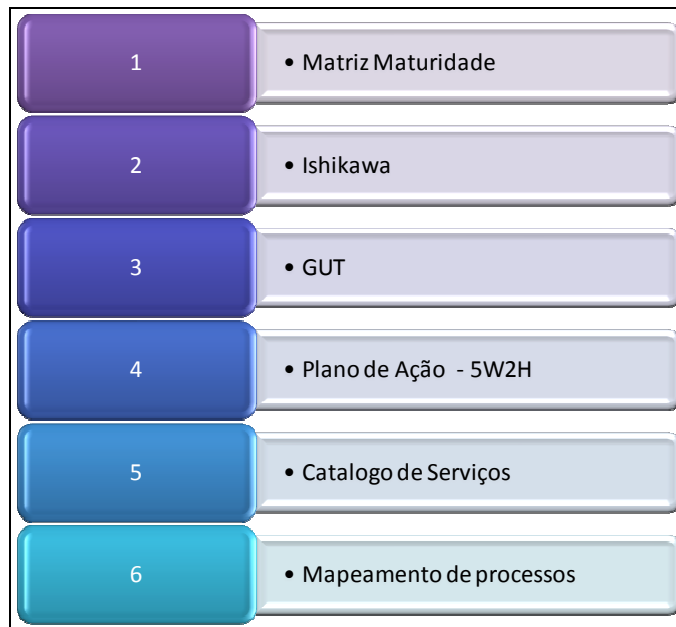 1
• Matriz Maturidade
2
• Ishikawa
3
• GUT
4
• Plano de Ação - 5W2H
5
• Catalogo de Serviços
6
• Mapeamento de processos